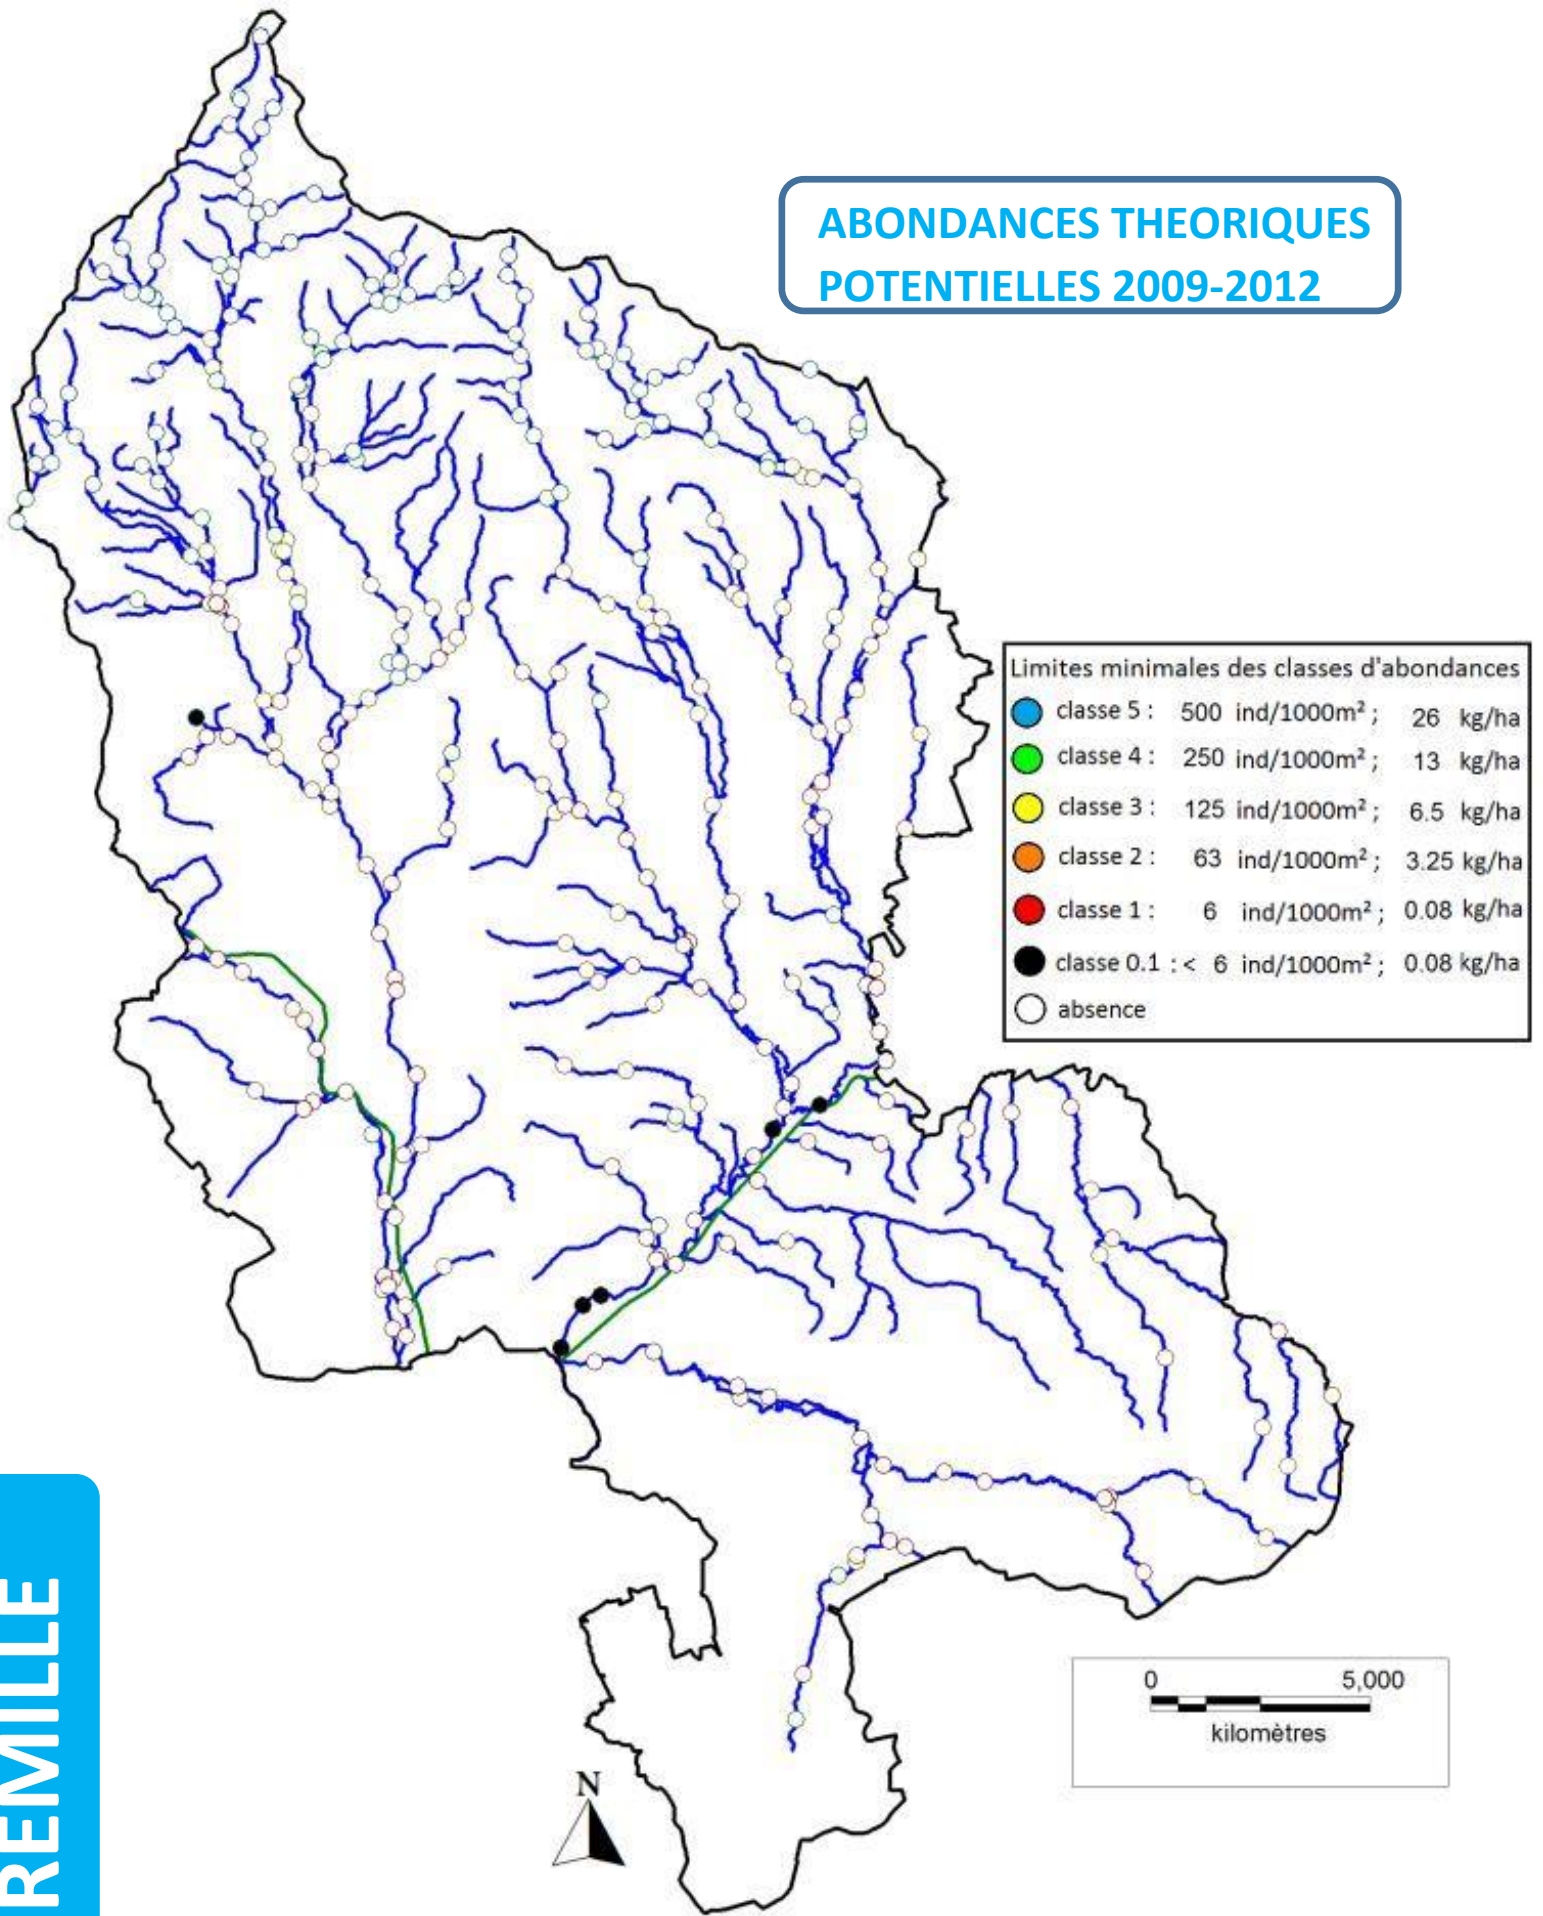 ABONDANCES THEORIQUES
POTENTIELLES 2009-2012
Limites minimales des classes d'abondances
classe 5 : 500 ind/1000m² ; 26 kg/ha
classe 4 : 250 ind/1000m² ; 13 kg/ha
classe 3 : 125 ind/1000m² ; 6.5 kg/ha
classe 2 : 63 ind/1000m² ; 3.25 kg/ha
classe 1 : 6 ind/1000m² ; 0.08 kg/ha
classe 0.1 : < 6 ind/1000m² ; 0.08 kg/ha
absence
REMILLE
0 5,000
kilomètres
N